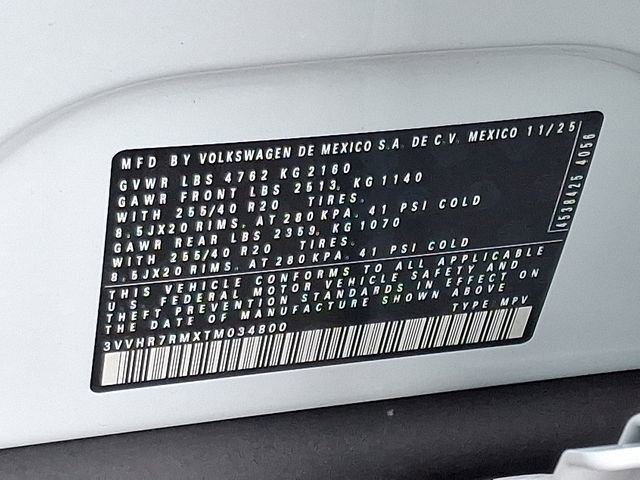 MFD BY VOLKSWAGEN DE MEXICO S.A. DE C.V. MEXICO 11/25
GVWR LBS 4762 KG 2160
GAWR FRONT LBS 2513, KG 1140
WITH 255/40 R20 TIRES,
8,5JX20 RIMS, AT 280 KPA, 41 PSI COLD
GAWR REAR LBS 2359, KG 1070
WITH 255/40 R20 TIRES,
8,5JX20 RIMS, AT 280 KPA, 41 PSI COLD
THIS VEHICLE CONFORMS TO ALL APPLICABLE
U.S. FEDERAL MOTOR VEHICLE SAFETY AND
THEFT PREVENTION STANDARDS IN EFFECT ON
THE DATE OF MANUFACTURE SHOWN ABOVE
3VVHR7RMXTM034800 TYPE: MPV
4538425 4056